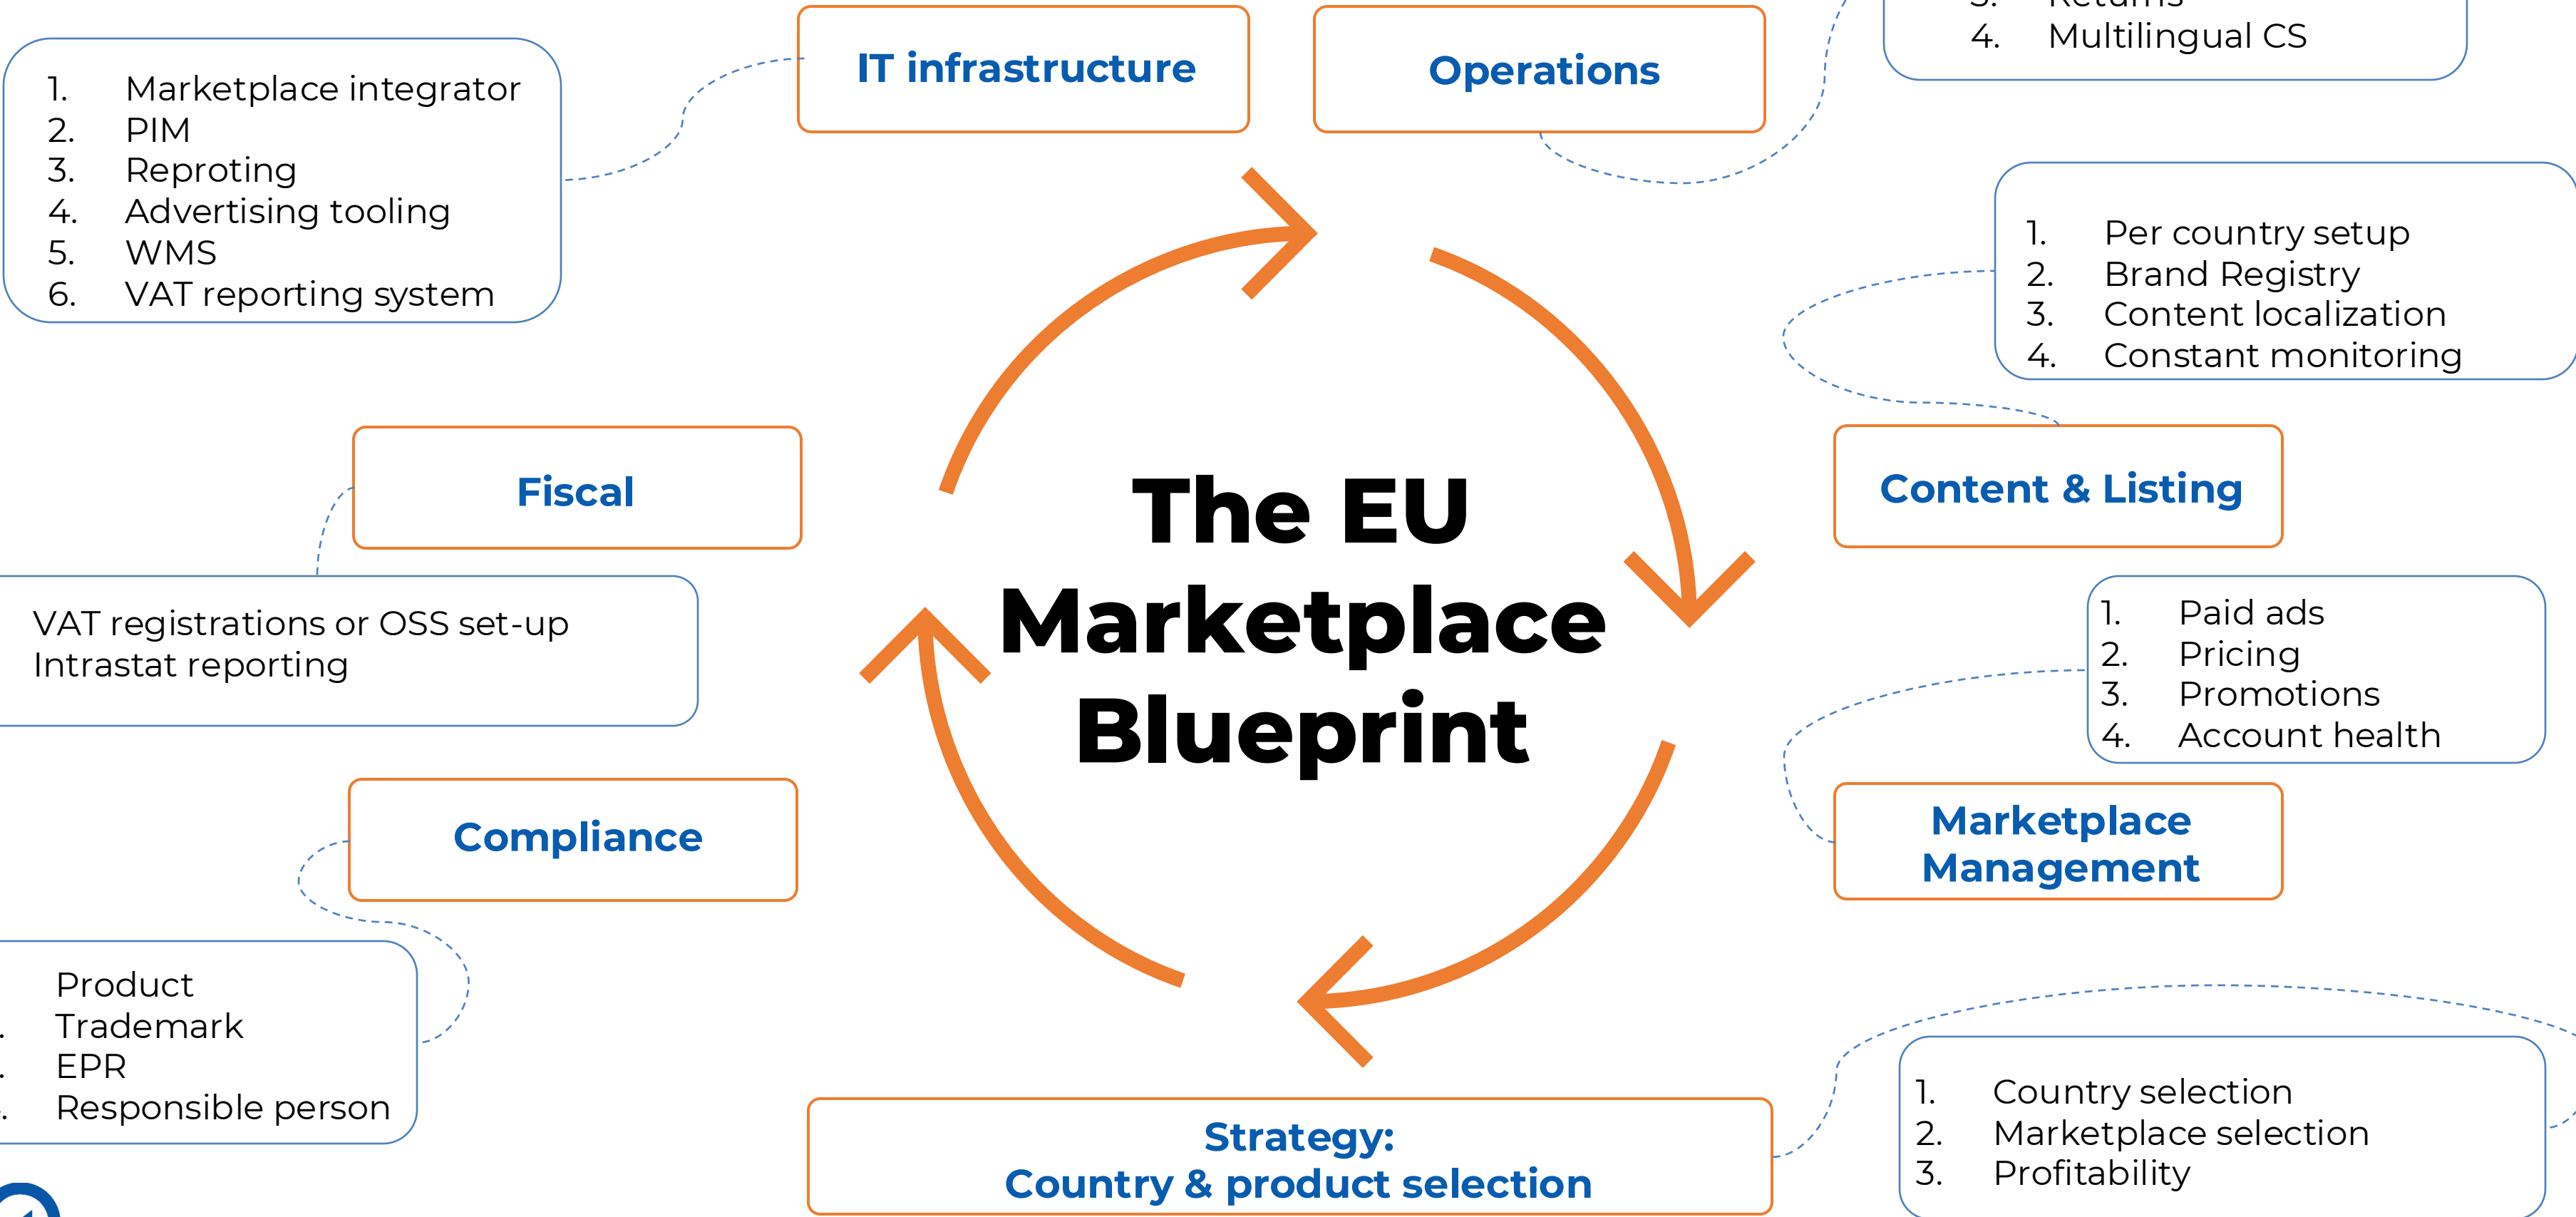 3. Returns
4. Multilingual CS
IT infrastructure
Operations
1. Marketplace integrator
2. PIM
3. Reproting
4. Advertising tooling
5. WMS
6. VAT reporting system
1. Per country setup
2. Brand Registry
3. Content localization
4. Constant monitoring
Fiscal
Content & Listing
The EU
Marketplace
Blueprint
VAT registrations or OSS set-up
Intrastat reporting
1. Paid ads
2. Pricing
3. Promotions
4. Account health
Compliance
Marketplace
Management
Product
Trademark
EPR
Responsible person
Strategy:
Country & product selection
1. Country selection
2. Marketplace selection
3. Profitability